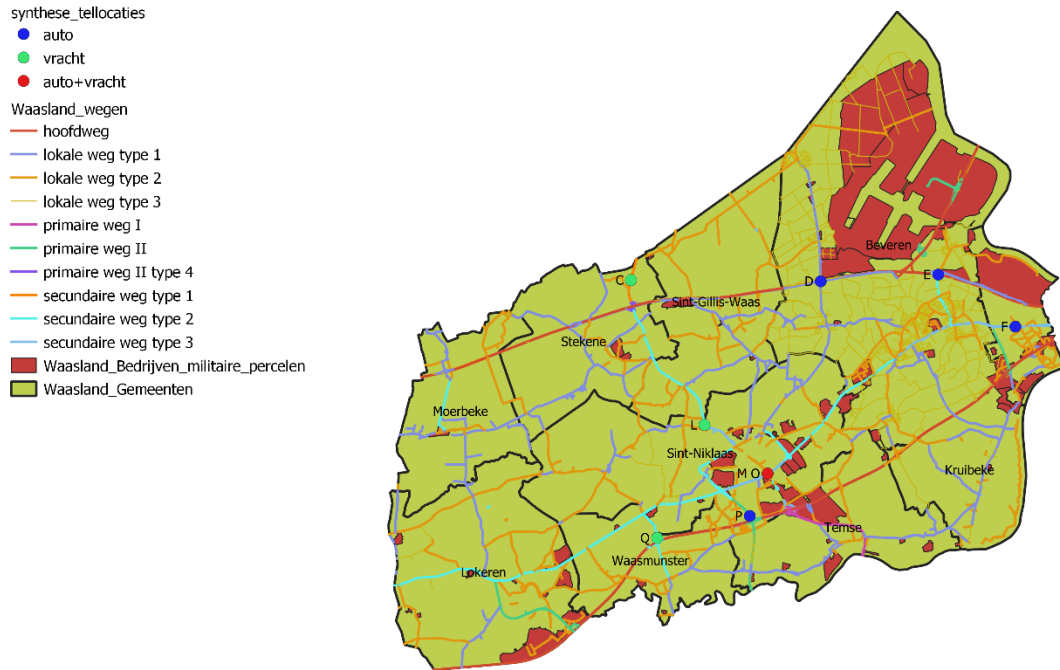 synthese_tellocaties
auto
vracht
auto+vracht
Waasland_wegen
hoofdweg
lokale weg type 1
lokale weg type 2
lokale weg type 3
primaire weg I
primaire weg II
primaire weg II type 4
secundaire weg type 1
secundaire weg type 2
secundaire weg type 3
Waasland_Bedrijven_militaire_percelen
Waasland_Gemeenten
Beveren
C
D
E
Sint-Gillis-Waas
F
Stekene
Moerbeke
L
Sint-Niklaas
M O
Kruibeke
P
Temse
Q
Waasmunster
Lokeren